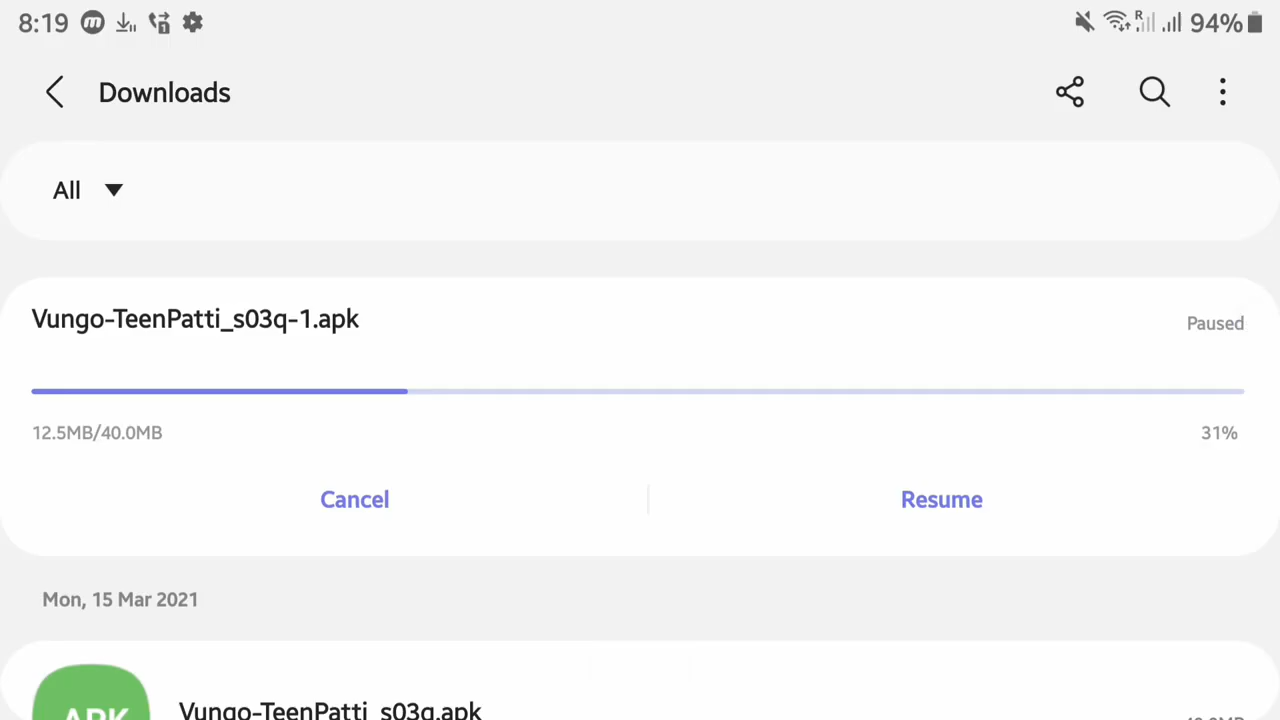 8:19 94%
Downloads
All
Vungo-TeenPatti_s03q-1.apk
Paused
12.5MB/40.0MB 31%
Cancel Resume
Mon, 15 Mar 2021
APK
Vungo-TeenPatti_s03q.apk